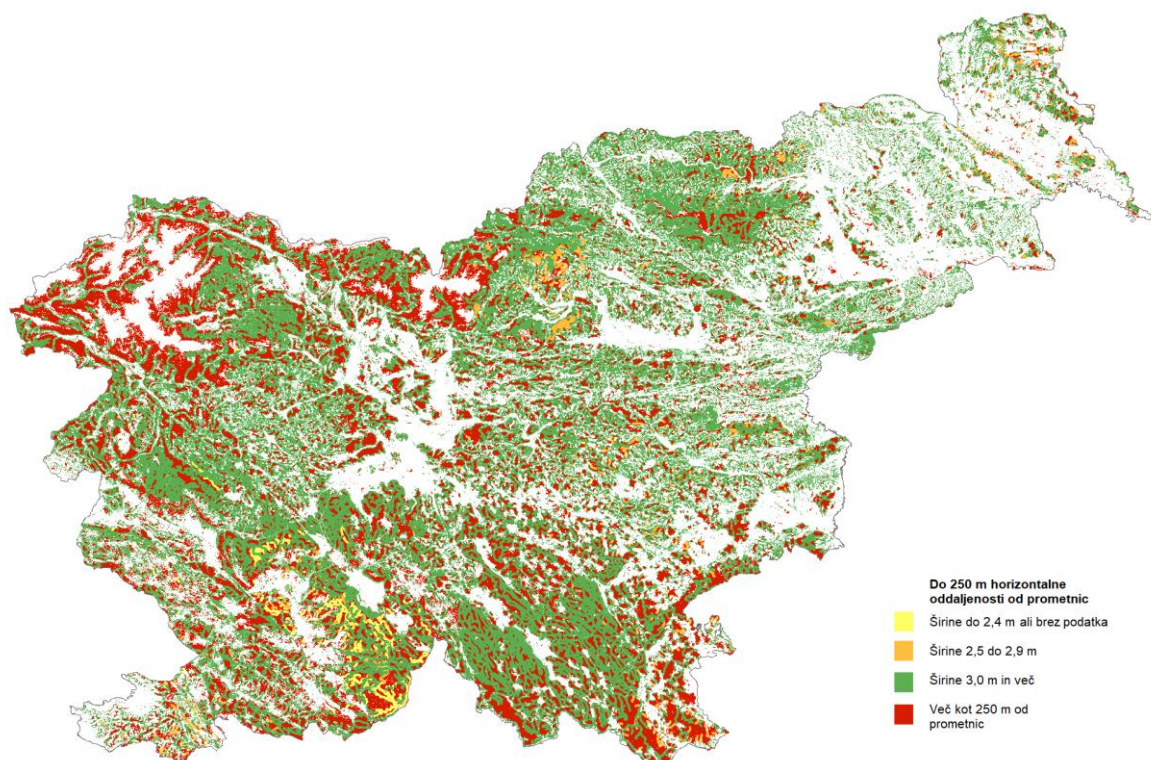 Do 250 m horizontalne
oddaljenosti od prometnic
Širine do 2,4 m ali brez podatka
Širine 2,5 do 2,9 m
Širine 3,0 m in več
Več kot 250 m od
prometnic